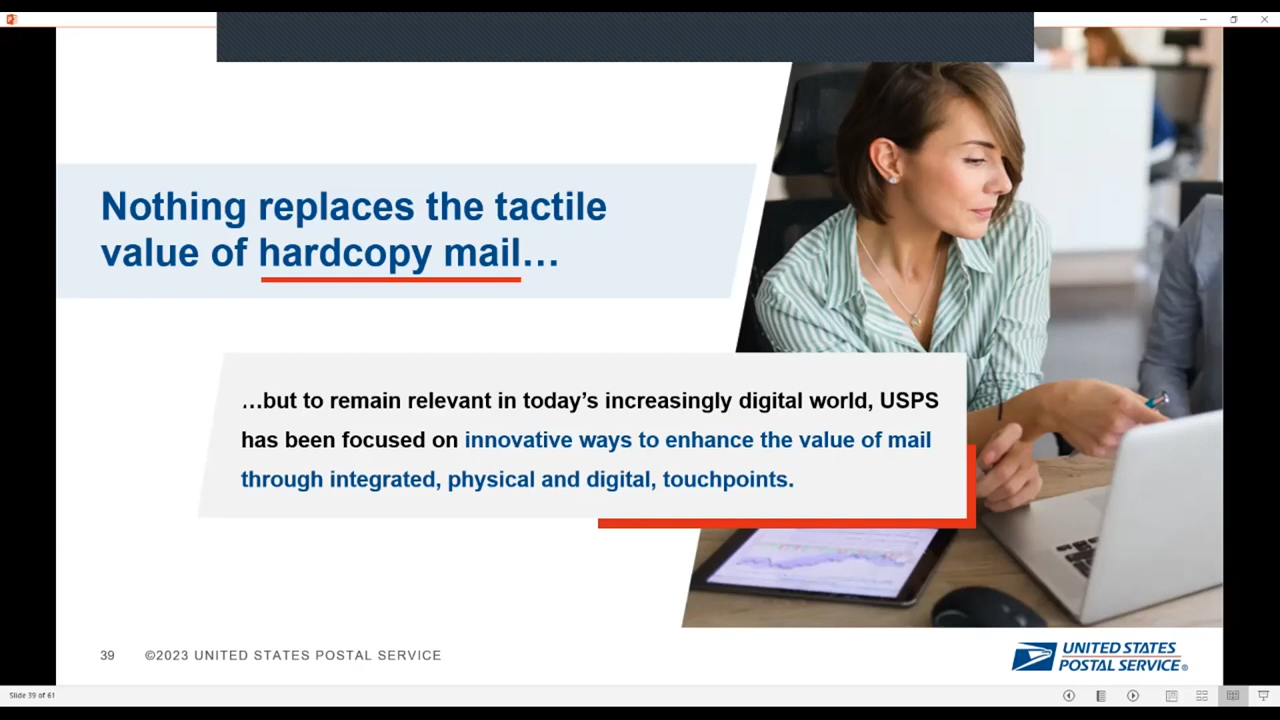 Nothing replaces the tactile
value of hardcopy mail…
…but to remain relevant in today’s increasingly digital world, USPS
has been focused on innovative ways to enhance the value of mail
through integrated, physical and digital, touchpoints.
39 ©2023 UNITED STATES POSTAL SERVICE
UNITED STATES
POSTAL SERVICE®
Slide 39 of 61